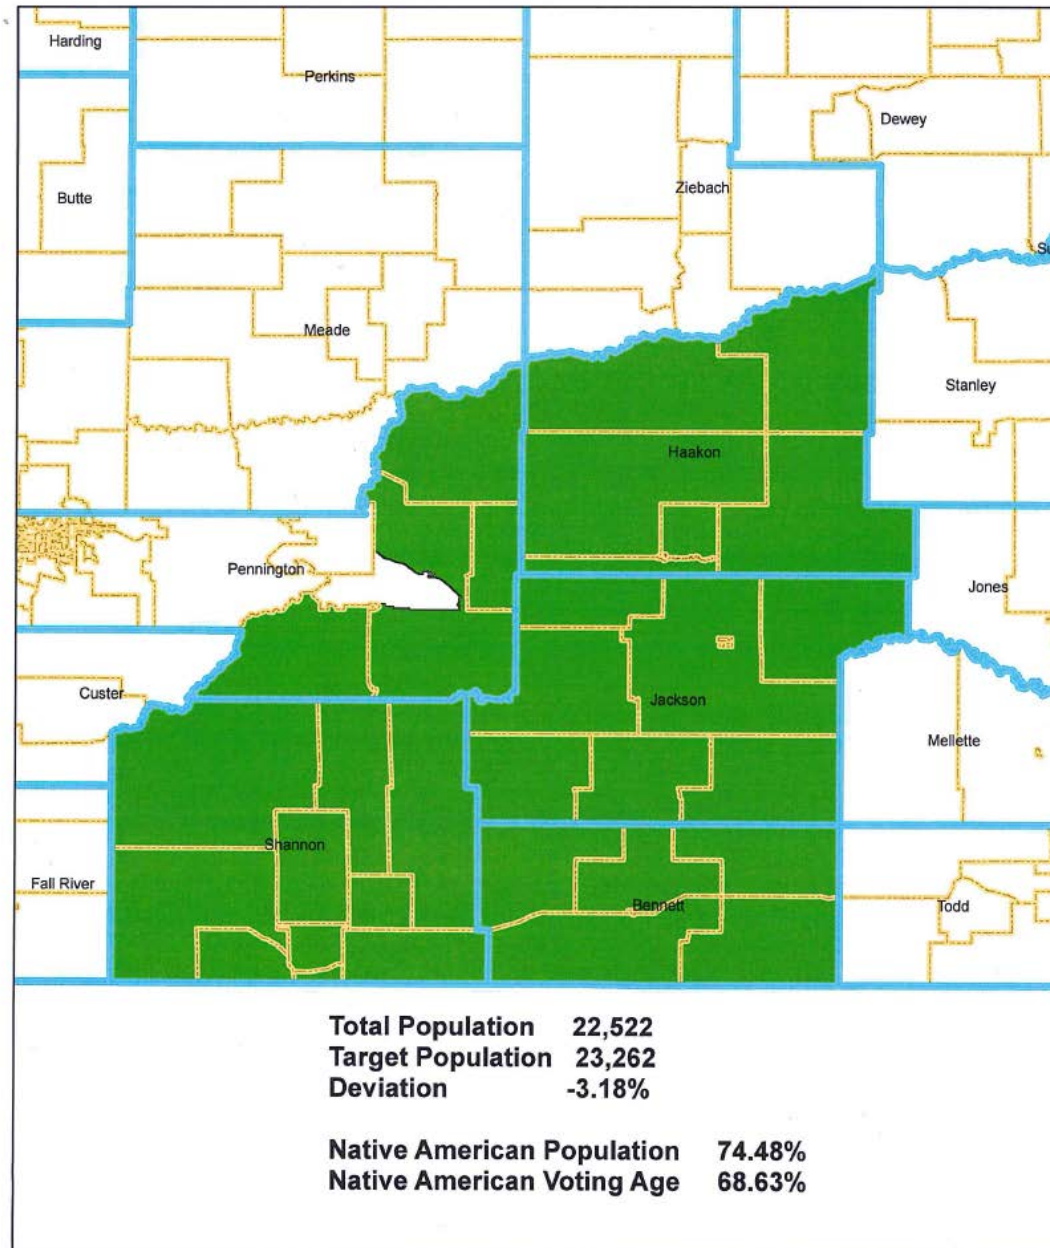 Harding
Perkins
Dewey
Butte
Ziebach
Meade
Stanley
Haakon
Pennington
Jones
Custer
Jackson
Mellette
Shannon
Fall River
Bennett
Todd
Total Population 22,522
Target Population 23,262
Deviation -3.18%
Native American Population 74.48%
Native American Voting Age 68.63%